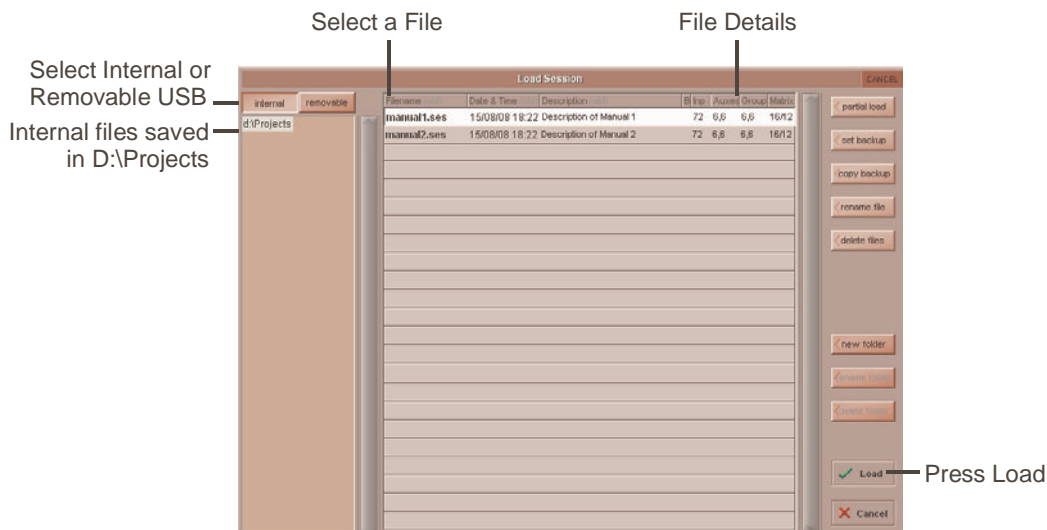 Select a File
File Details
Select Internal or
Removable USB
Internal files saved
in D:\Projects
Load Session
CANCEL
internal
removable
d:\Projects
Filename
Date & Time
Description
B
Inp
Auxes
Group
Matrix
manual1.ses 15/08/08 18:22 Description of Manual 1 72 6,6 6,6 16/12
manual2.ses 15/08/08 18:22 Description of Manual 2 72 6,6 6,6 16/12
partial load
set backup
copy backup
rename file
delete files
new folder
Load
Press Load
Cancel